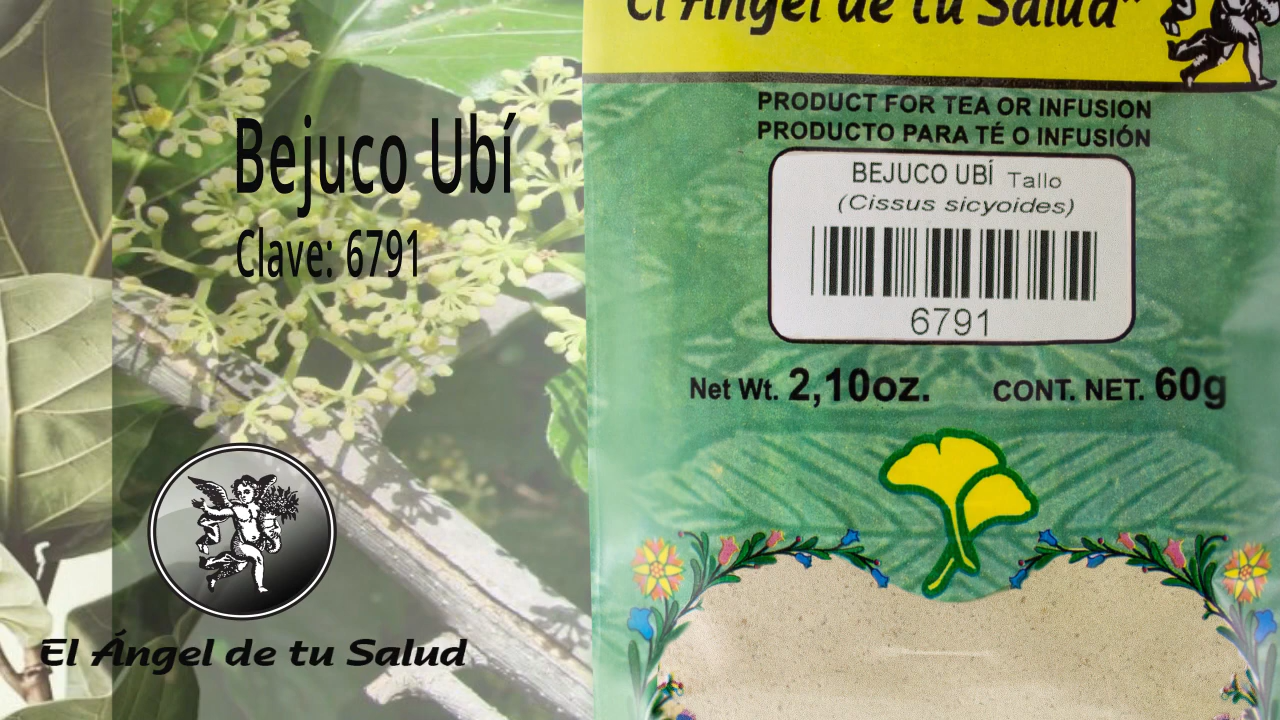 Bejuco Ubí
Clave: 6791
El Ángel de tu Salud
"El Ángel de tu Salud"
PRODUCT FOR TEA OR INFUSION
PRODUCTO PARA TÉ O INFUSIÓN
BEJUCO UBÍ Tallo
(Cissus sicyoides)
6791
Net Wt. 2,10oz. CONT. NET. 60g